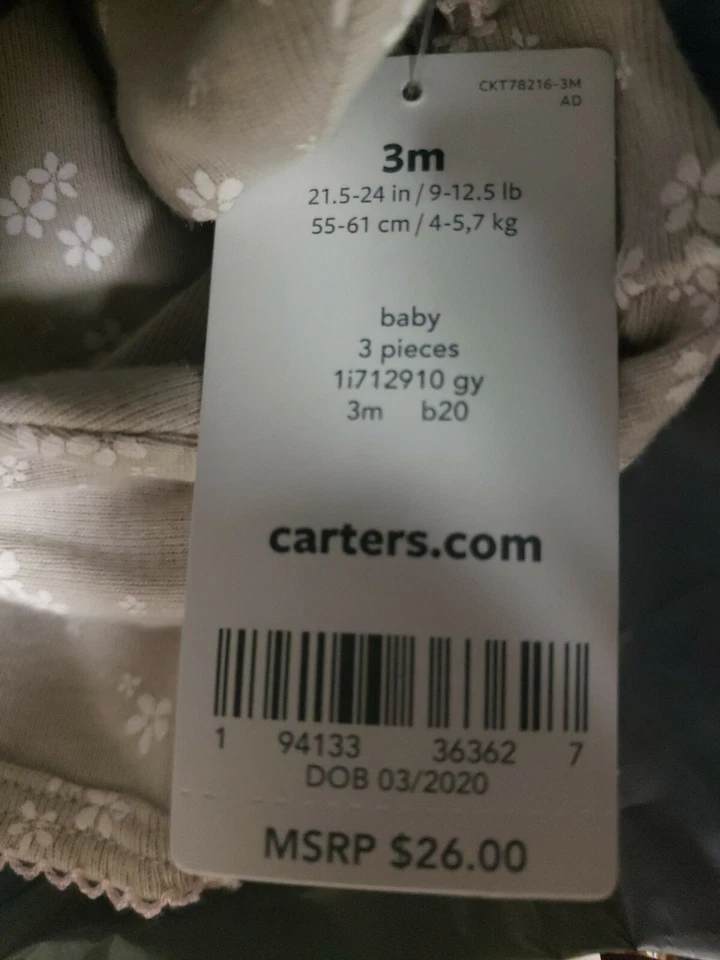 CKT78216-3M
AD
3m
21.5-24 in / 9-12.5 lb
55-61 cm / 4-5,7 kg
baby
3 pieces
1i712910 gy
3m b20
carters.com
1 94133 36362 7
DOB 03/2020
MSRP $26.00